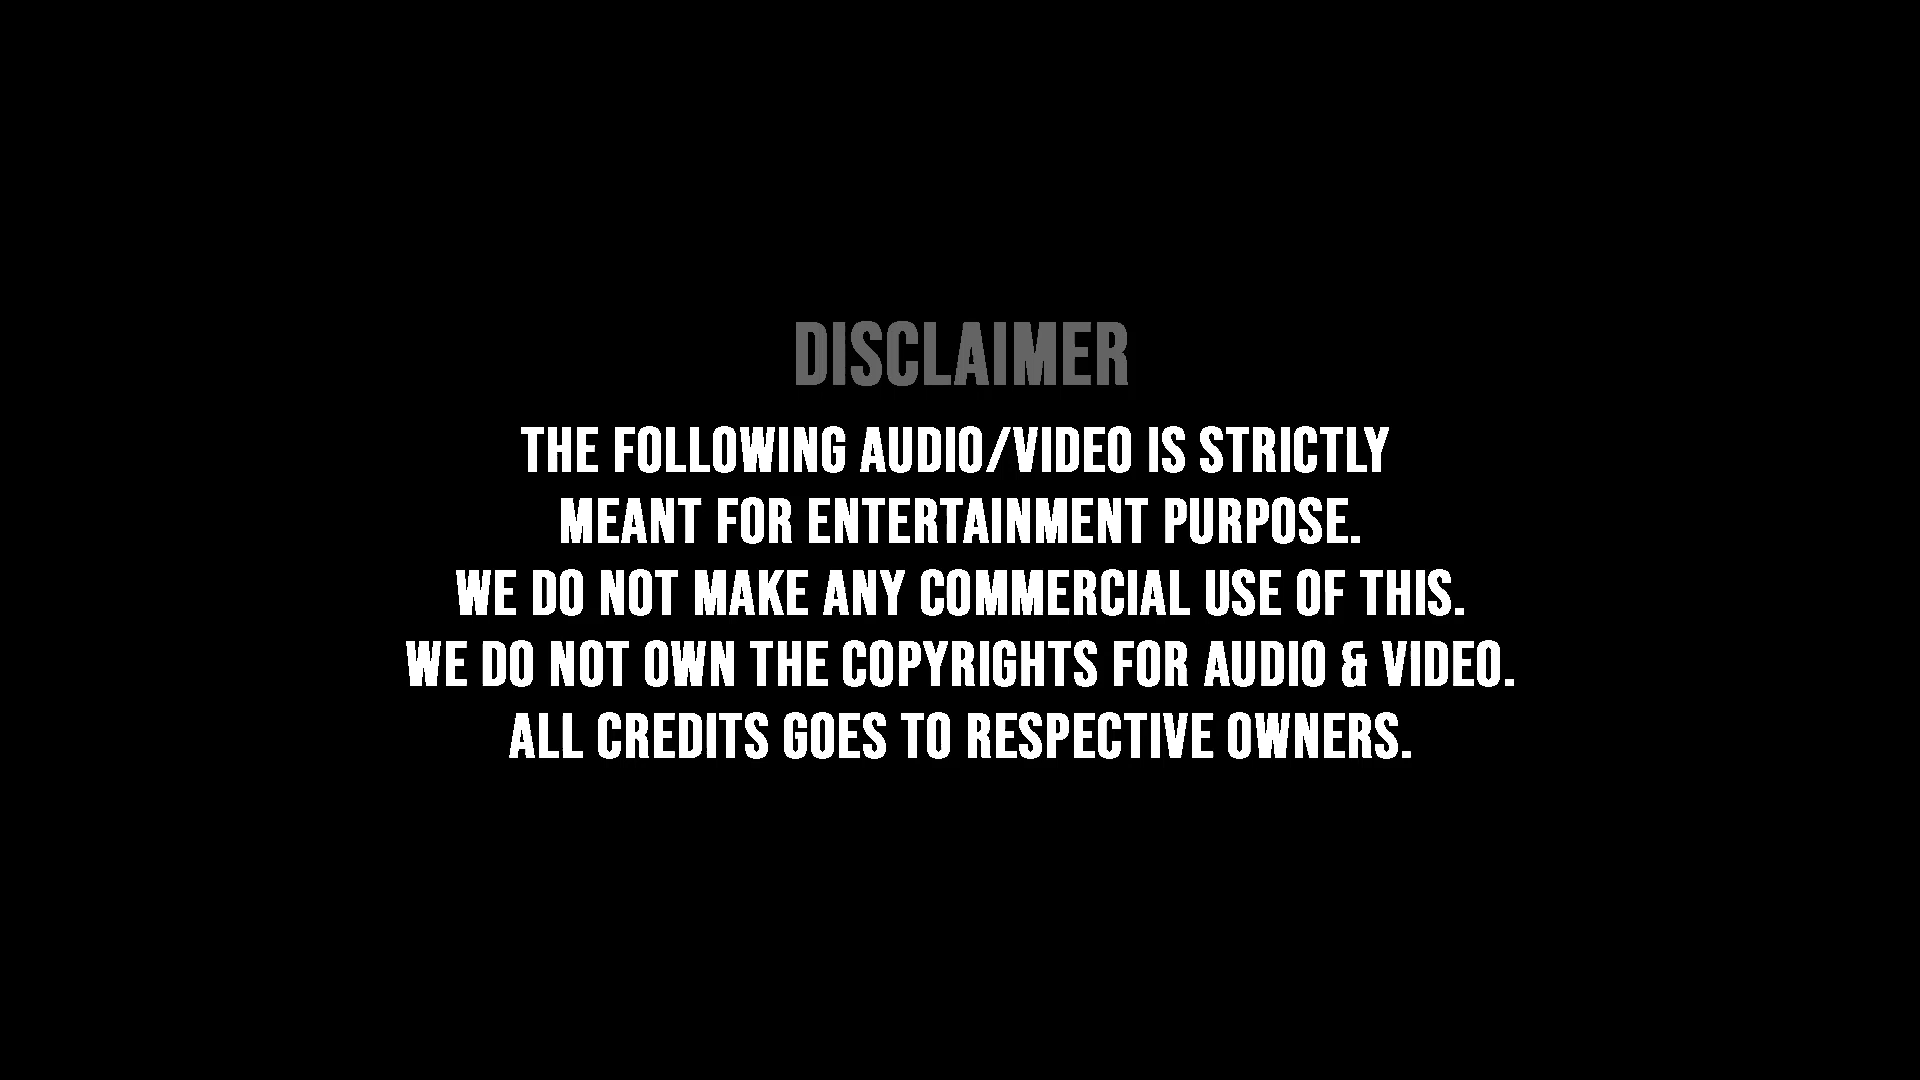 DISCLAIMER
THE FOLLOWING AUDIO/VIDEO IS STRICTLY
MEANT FOR ENTERTAINMENT PURPOSE.
WE DO NOT MAKE ANY COMMERCIAL USE OF THIS.
WE DO NOT OWN THE COPYRIGHTS FOR AUDIO & VIDEO.
ALL CREDITS GOES TO RESPECTIVE OWNERS.